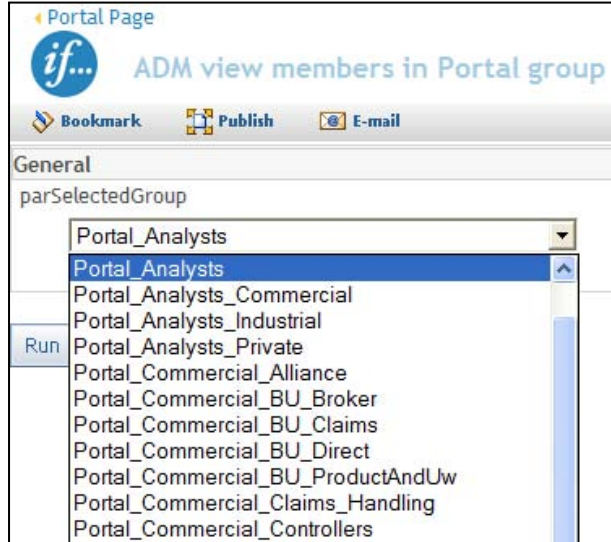 Portal Page
if...
ADM view members in Portal group
Bookmark Publish E-mail
General
parSelectedGroup
Portal_Analysts
Portal_Analysts
Portal_Analysts_Commercial
Portal_Analysts_Industrial
Run Portal_Analysts_Private
Portal_Commercial_Alliance
Portal_Commercial_BU_Broker
Portal_Commercial_BU_Claims
Portal_Commercial_BU_Direct
Portal_Commercial_BU_ProductAndUw
Portal_Commercial_Claims_Handling
Portal_Commercial_Controllers